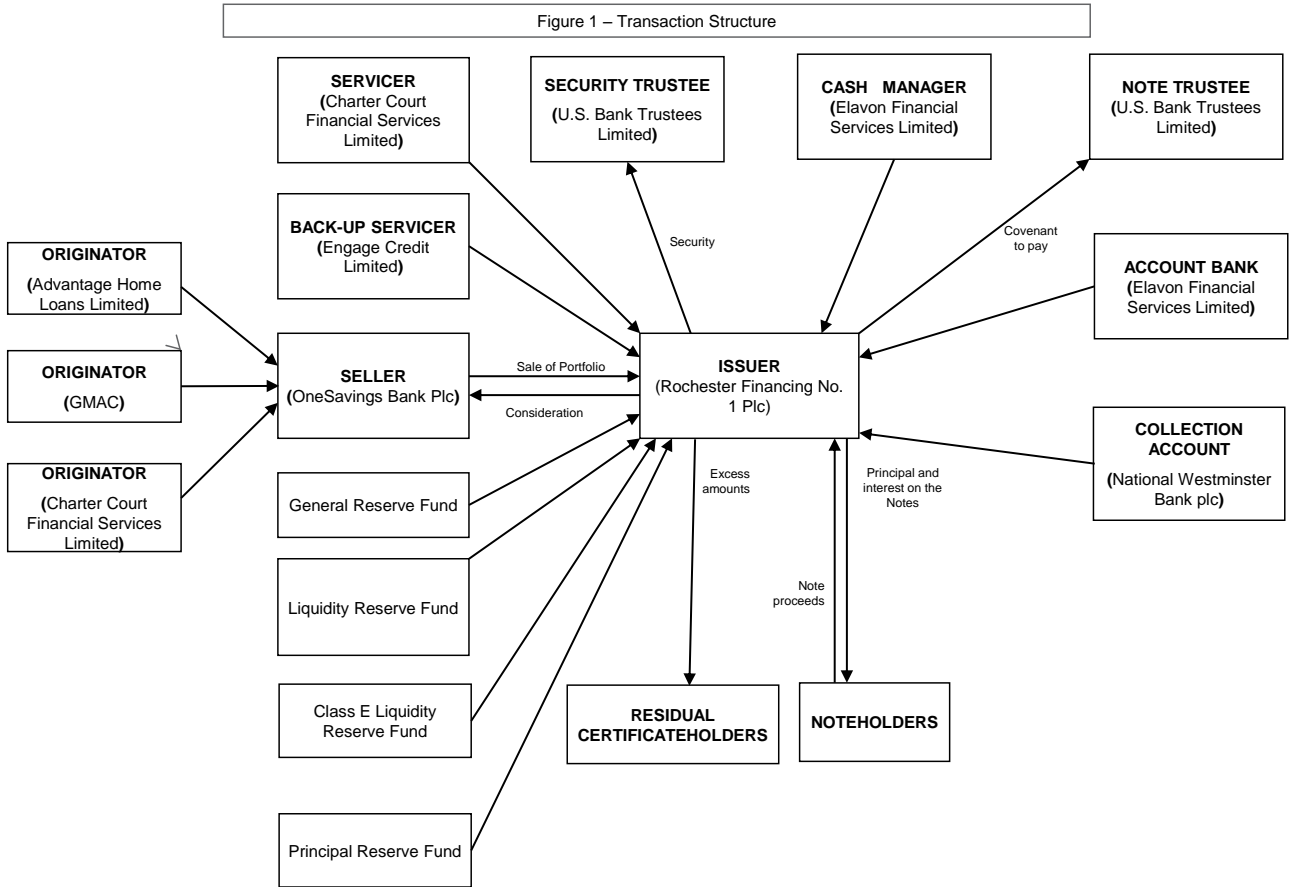 Figure 1 – Transaction Structure
SERVICER
(Charter Court
Financial Services
Limited)
SECURITY TRUSTEE
(U.S. Bank Trustees
Limited)
CASH MANAGER
(Elavon Financial
Services Limited)
NOTE TRUSTEE
(U.S. Bank Trustees
Limited)
BACK-UP SERVICER
(Engage Credit
Limited)
Security
Covenant
to pay
ORIGINATOR
(Advantage Home
Loans Limited)
ACCOUNT BANK
(Elavon Financial
Services Limited)
ORIGINATOR
(GMAC)
SELLER
(OneSavings Bank Plc)
Sale of Portfolio
Consideration
ISSUER
(Rochester Financing No.
1 Plc)
COLLECTION
ACCOUNT
(National Westminster
Bank plc)
ORIGINATOR
(Charter Court
Financial Services
Limited)
General Reserve Fund
Excess
amounts
Principal and
interest on the
Notes
Liquidity Reserve Fund
Note
proceeds
Class E Liquidity
Reserve Fund
RESIDUAL
CERTIFICATEHOLDERS
NOTEHOLDERS
Principal Reserve Fund